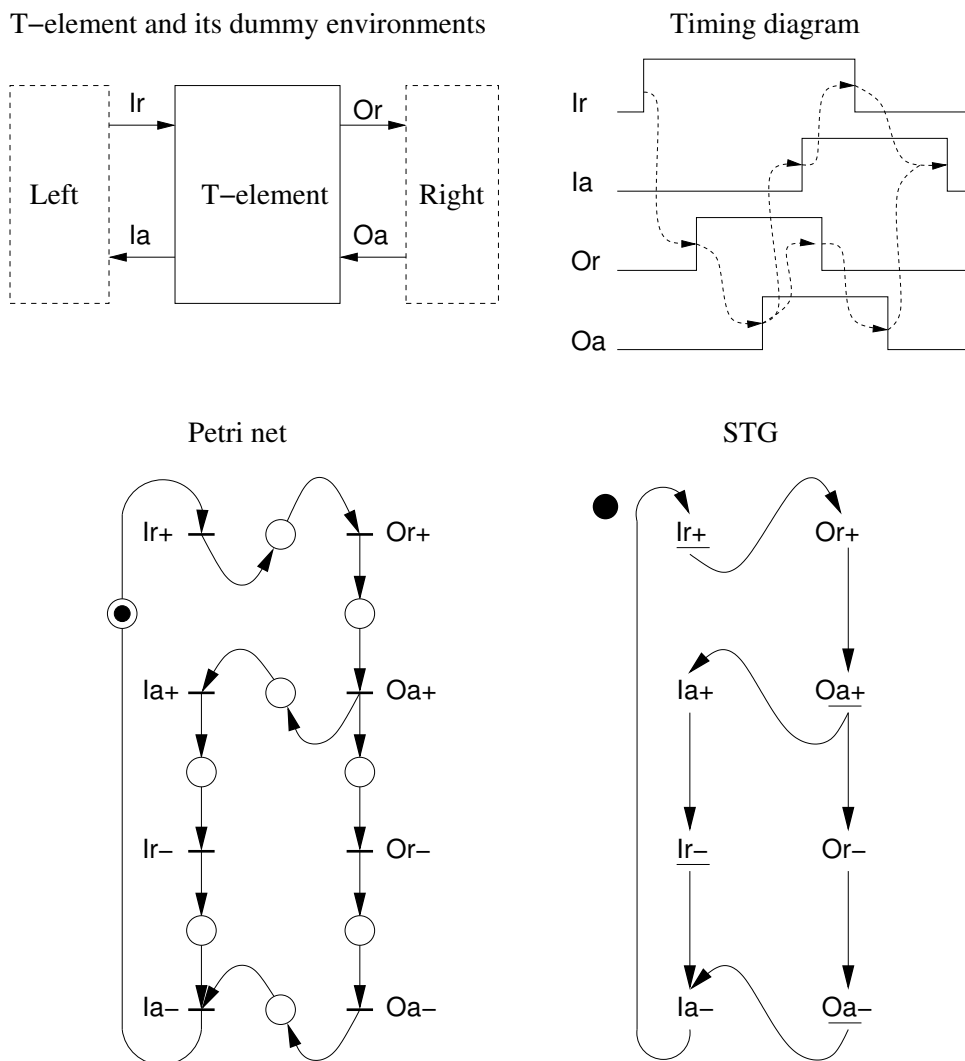 T−element and its dummy environments
Timing diagram
Ir
Or
Left
T−element
Right
Ia
Oa
Ir
Ia
Or
Oa
Petri net
STG
Ir+
Or+
Ia+
Oa+
Ir−
Or−
Ia−
Oa−
Ir+
Or+
Ia+
Oa+
Ir−
Or−
Ia−
Oa−